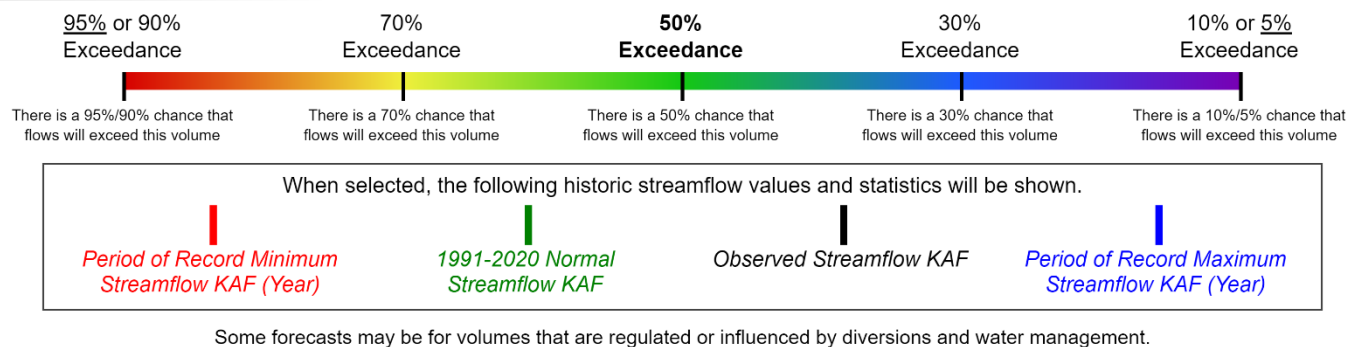 95% or 90%
Exceedance
70%
Exceedance
50%
Exceedance
30%
Exceedance
10% or 5%
Exceedance
There is a 95%/90% chance that
flows will exceed this volume
There is a 70% chance that
flows will exceed this volume
There is a 50% chance that
flows will exceed this volume
There is a 30% chance that
flows will exceed this volume
There is a 10%/5% chance that
flows will exceed this volume
When selected, the following historic streamflow values and statistics will be shown.
Period of Record Minimum
Streamflow KAF (Year)
1991-2020 Normal
Streamflow KAF
Observed Streamflow KAF
Period of Record Maximum
Streamflow KAF (Year)
Some forecasts may be for volumes that are regulated or influenced by diversions and water management.